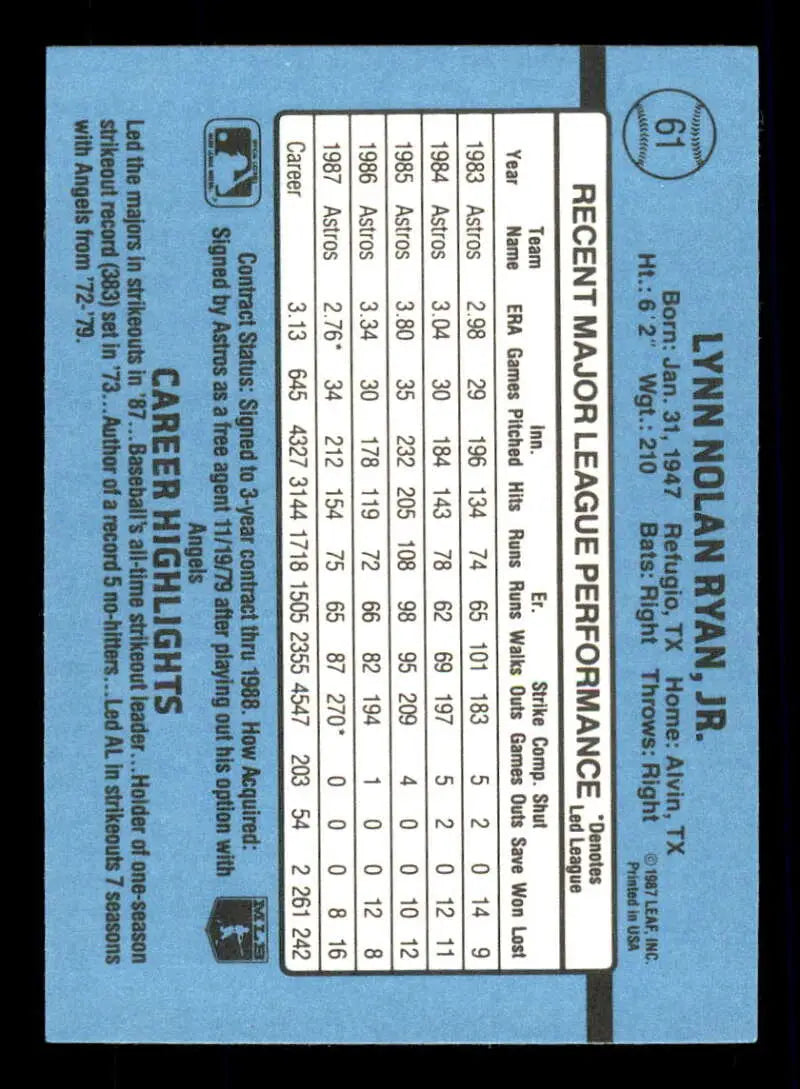 61
LYNN NOLAN RYAN, JR.
Born: Jan. 31, 1947 Refugio, TX Home: Alvin, TX
Ht.: 6'2" Wgt.: 210 Bats: Right Throws: Right
©1987 LEAF, INC.
Printed in USA
RECENT MAJOR LEAGUE PERFORMANCE *Denotes Led League
Team Inn. Er. Strike Comp. Shut
Year Name ERA Games Pitched Hits Runs Runs Walks Outs Games Outs Save Won Lost
1983 Astros 2.98 29 196 134 74 65 101 183 5 2 0 14 9
1984 Astros 3.04 30 184 143 78 62 69 197 5 2 0 12 11
1985 Astros 3.80 35 232 205 108 98 95 209 4 0 0 10 12
1986 Astros 3.34 30 178 119 72 66 82 194 1 0 0 12 8
1987 Astros 2.76* 34 212 154 75 65 87 270* 0 0 0 8 16
Career 3.13 645 4327 3144 1718 1505 2355 4547 203 54 2 261 242
Contract Status: Signed to 3-year contract thru 1988. How Acquired:
Signed by Astros as a free agent 11/19/79 after playing out his option with
Angels
MLB
CAREER HIGHLIGHTS
Led the majors in strikeouts in '87...Baseball's all-time strikeout leader...Holder of one-season
strikeout record (383) set in '73...Author of a record 5 no-hitters...Led AL in strikeouts 7 seasons
with Angels from '72-'79.